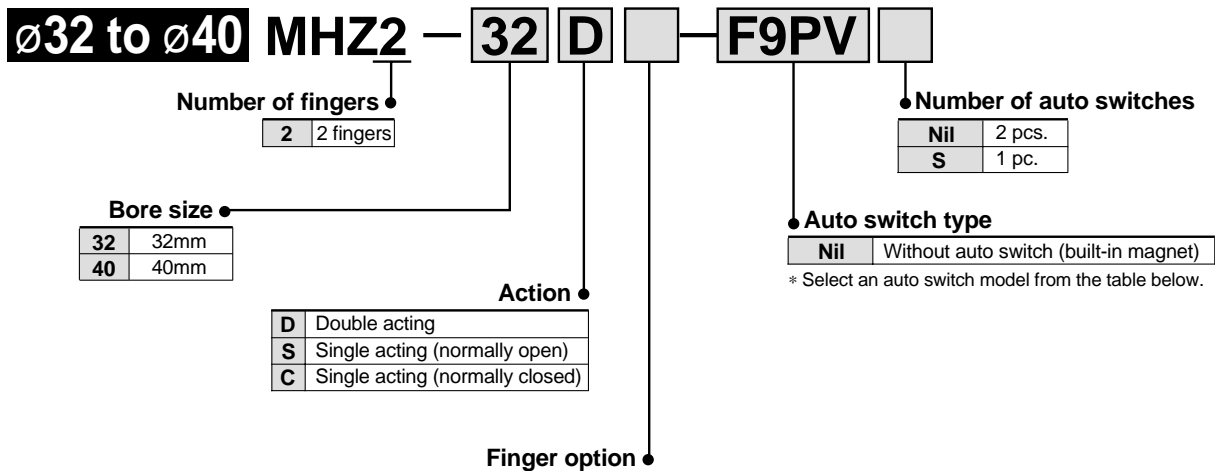 ø32 to ø40 MHZ2 — 32 D — F9PV
Number of fingers
2 2 fingers
Number of auto switches
Nil 2 pcs.
S 1 pc.
Bore size
32 32mm
40 40mm
Auto switch type
Nil Without auto switch (built-in magnet)
* Select an auto switch model from the table below.
Action
D Double acting
S Single acting (normally open)
C Single acting (normally closed)
Finger option